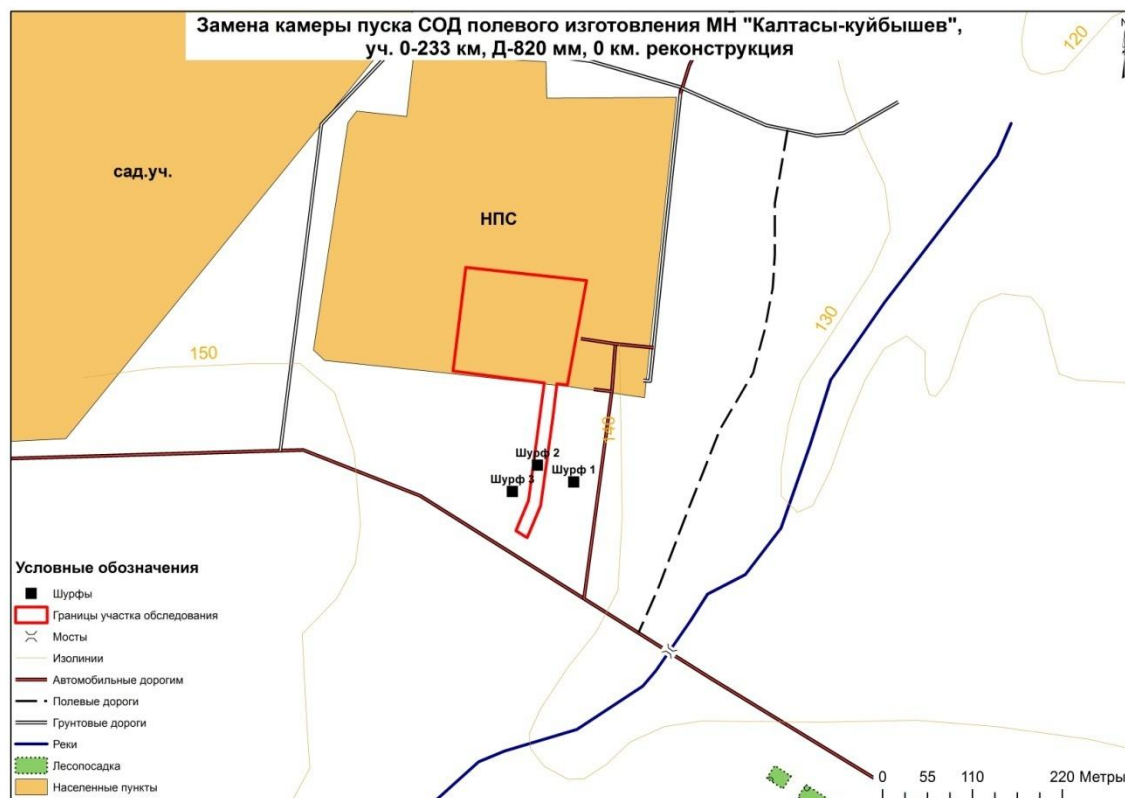 Замена камеры пуска СОД полевого изготовления МН "Калтасы-куйбышев",
уч. 0-233 км, Д-820 мм, 0 км. реконструкция
N
120
сад.уч.
НПС
130
150
140
Шурф 2
Шурф 1
Шурф 3
Условные обозначения
Шурфы
Границы участка обследования
Мосты
Изолинии
Автомобильные дорогим
Полевые дороги
Грунтовые дороги
Реки
Лесопосадка
Населенные пункты
0 55 110 220 Метры